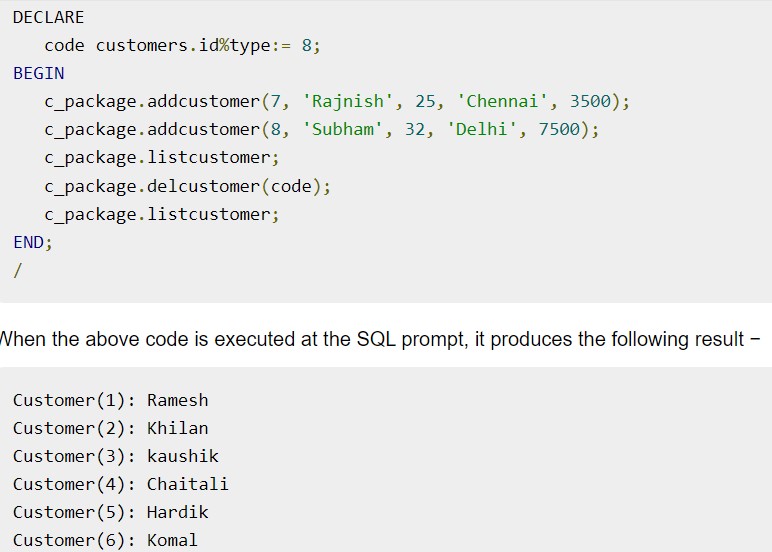 DECLARE
code customers.id%type:= 8;
BEGIN
c_package.addcustomer(7, 'Rajnish', 25, 'Chennai', 3500);
c_package.addcustomer(8, 'Subham', 32, 'Delhi', 7500);
c_package.listcustomer;
c_package.delcustomer(code);
c_package.listcustomer;
END;
/
When the above code is executed at the SQL prompt, it produces the following result −
Customer(1): Ramesh
Customer(2): Khilan
Customer(3): kaushik
Customer(4): Chaitali
Customer(5): Hardik
Customer(6): Komal